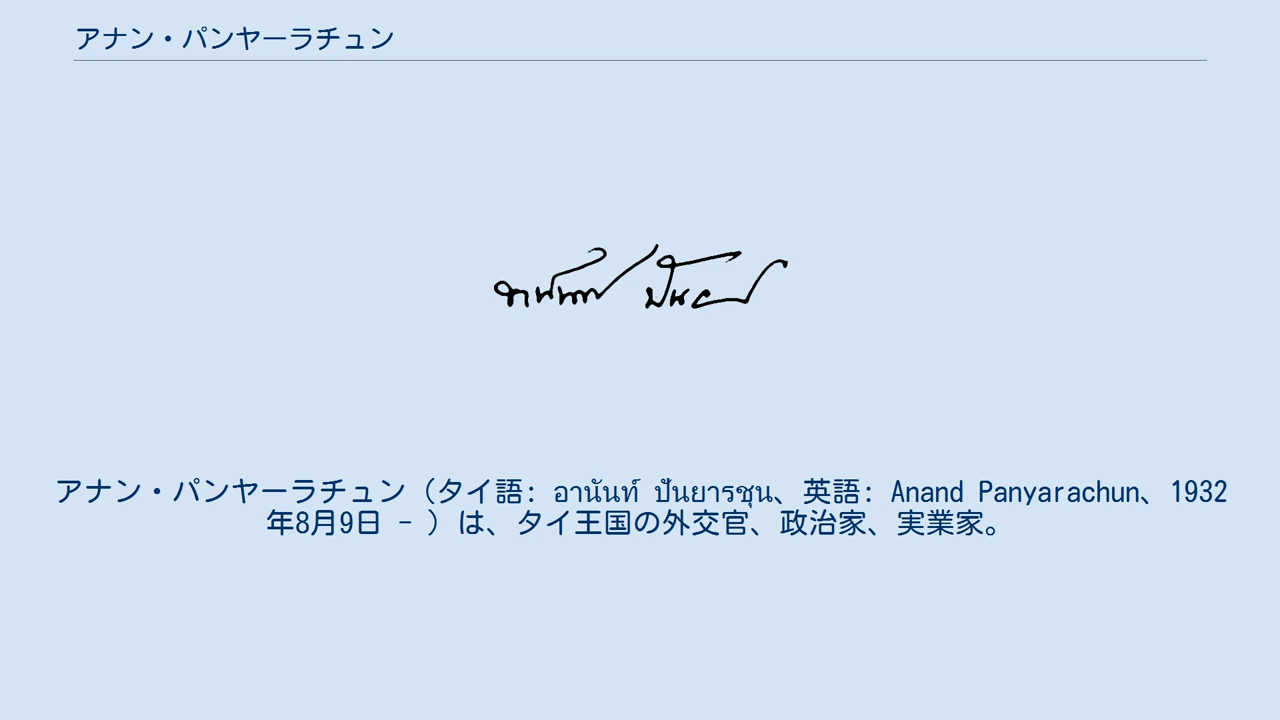 アナン・パンヤーラチュン
アナン・パンヤーラチュン（タイ語: อานันท์ ปันยารชุน、英語: Anand Panyarachun、1932
年8月9日 - ）は、タイ王国の外交官、政治家、実業家。